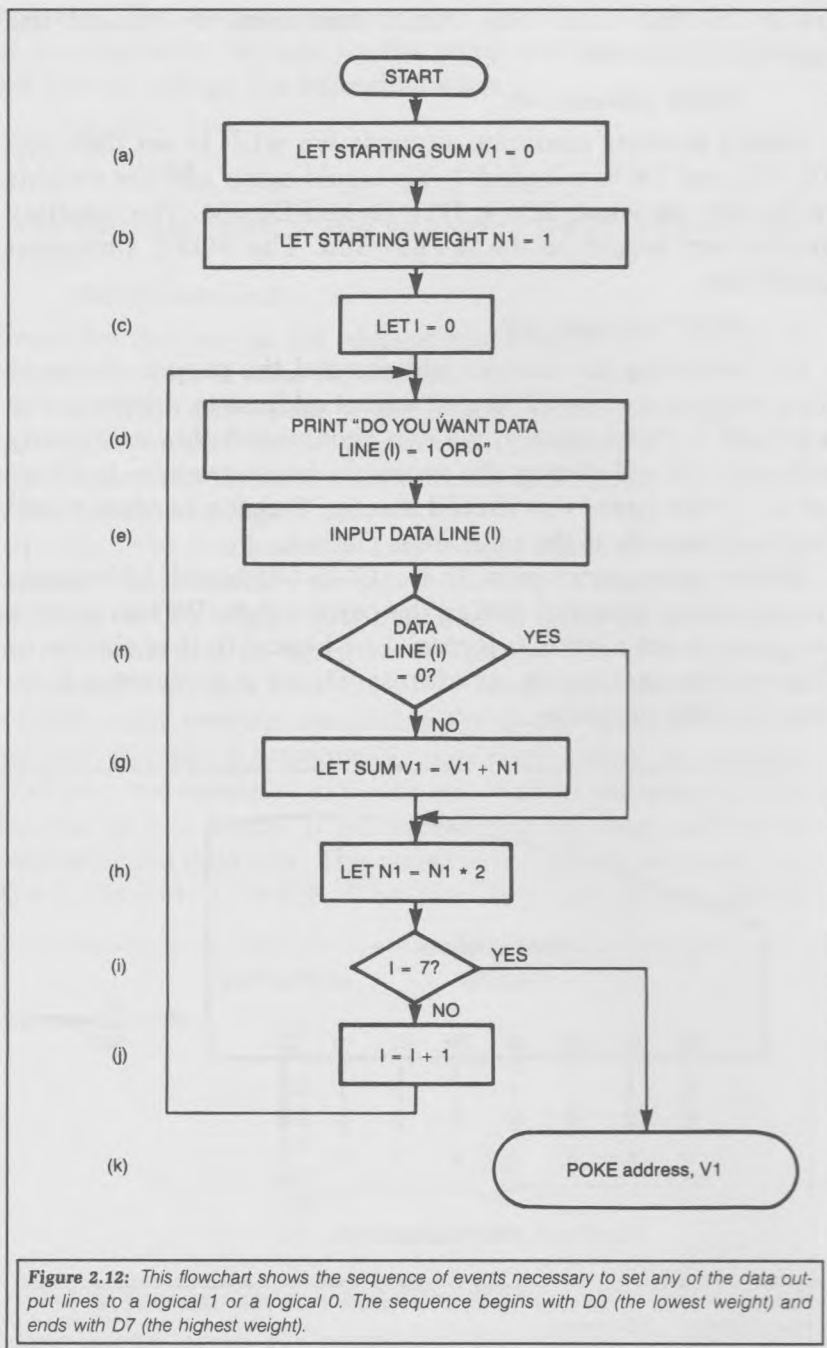 START
(a)
LET STARTING SUM V1 = 0
(b)
LET STARTING WEIGHT N1 = 1
(c)
LET I = 0
(d)
PRINT "DO YOU WANT DATA
LINE (I) = 1 OR 0"
(e)
INPUT DATA LINE (I)
(f)
DATA
LINE(I)
= 0?
YES
NO
(g)
LET SUM V1 = V1 + N1
(h)
LET N1 = N1 * 2
(i)
I = 7?
YES
NO
(j)
I = I + 1
(k)
POKE address, V1
Figure 2.12: This flowchart shows the sequence of events necessary to set any of the data out-
put lines to a logical 1 or a logical 0. The sequence begins with D0 (the lowest weight) and
ends with D7 (the highest weight).